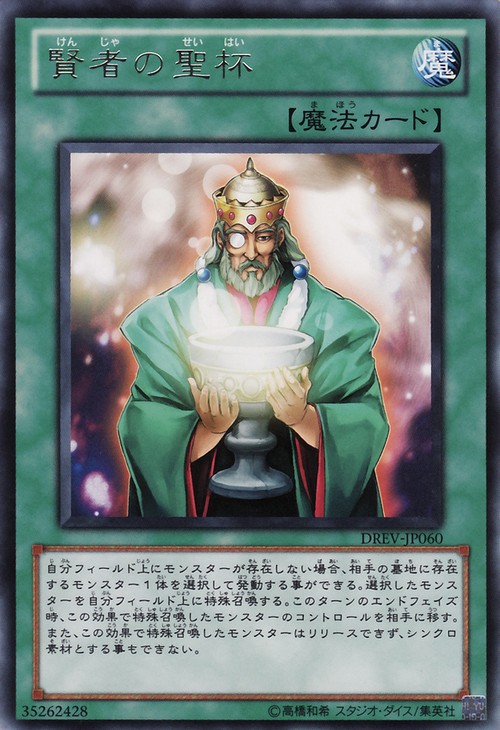 賢者の聖杯
魔
【魔法カード】
DREV-JP060
自分フィールド上にモンスターが存在しない場合、相手の墓地に存在
するモンスター１体を選択して発動する事ができる。選択したモンス
ターを自分フィールド上に特殊召喚する。このターンのエンドフェイズ
時、この効果で特殊召喚したモンスターのコントロールを相手に移す。
また、この効果で特殊召喚したモンスターはリリースできず、シンクロ
素材とする事もできない。
35262428
©高橋和希 スタジオ・ダイス/集英社